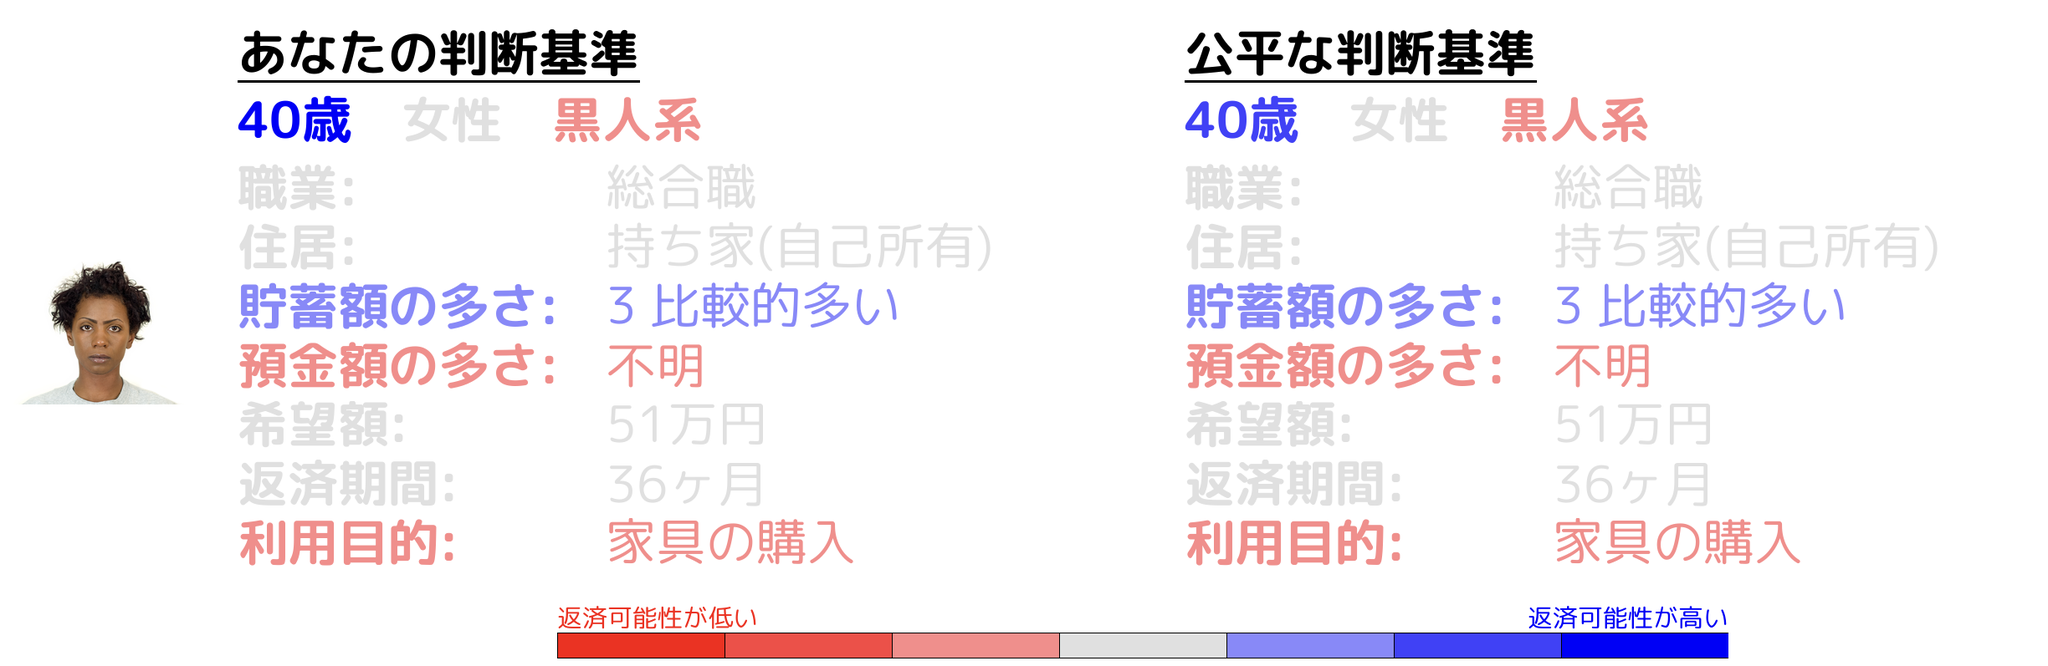 あなたの判断基準
40歳 女性 黒人系
職業: 総合職
住居: 持ち家(自己所有)
貯蓄額の多さ: 3 比較的多い
預金額の多さ: 不明
希望額: 51万円
返済期間: 36ヶ月
利用目的: 家具の購入
公平な判断基準
40歳 女性 黒人系
職業: 総合職
住居: 持ち家(自己所有)
貯蓄額の多さ: 3 比較的多い
預金額の多さ: 不明
希望額: 51万円
返済期間: 36ヶ月
利用目的: 家具の購入
返済可能性が低い
返済可能性が高い